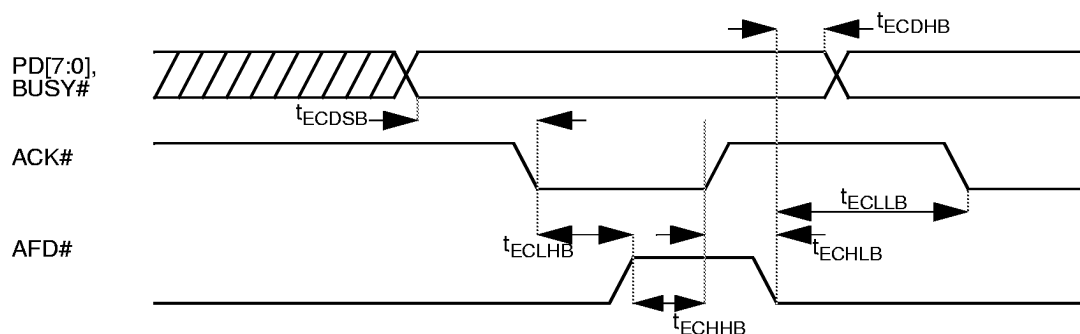 tECDHB
PD[7:0],
BUSY#
tECDSB
ACK#
tECLLB
tECLHB
tECHLB
AFD#
tECHHB